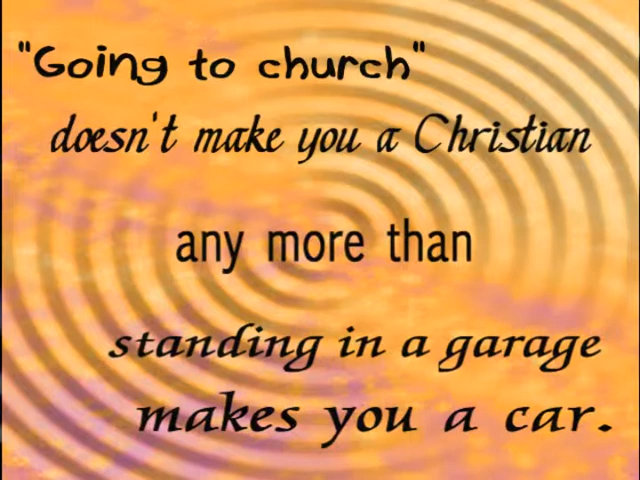 "Going to church"
doesn't make you a Christian
any more than
standing in a garage
makes you a car.